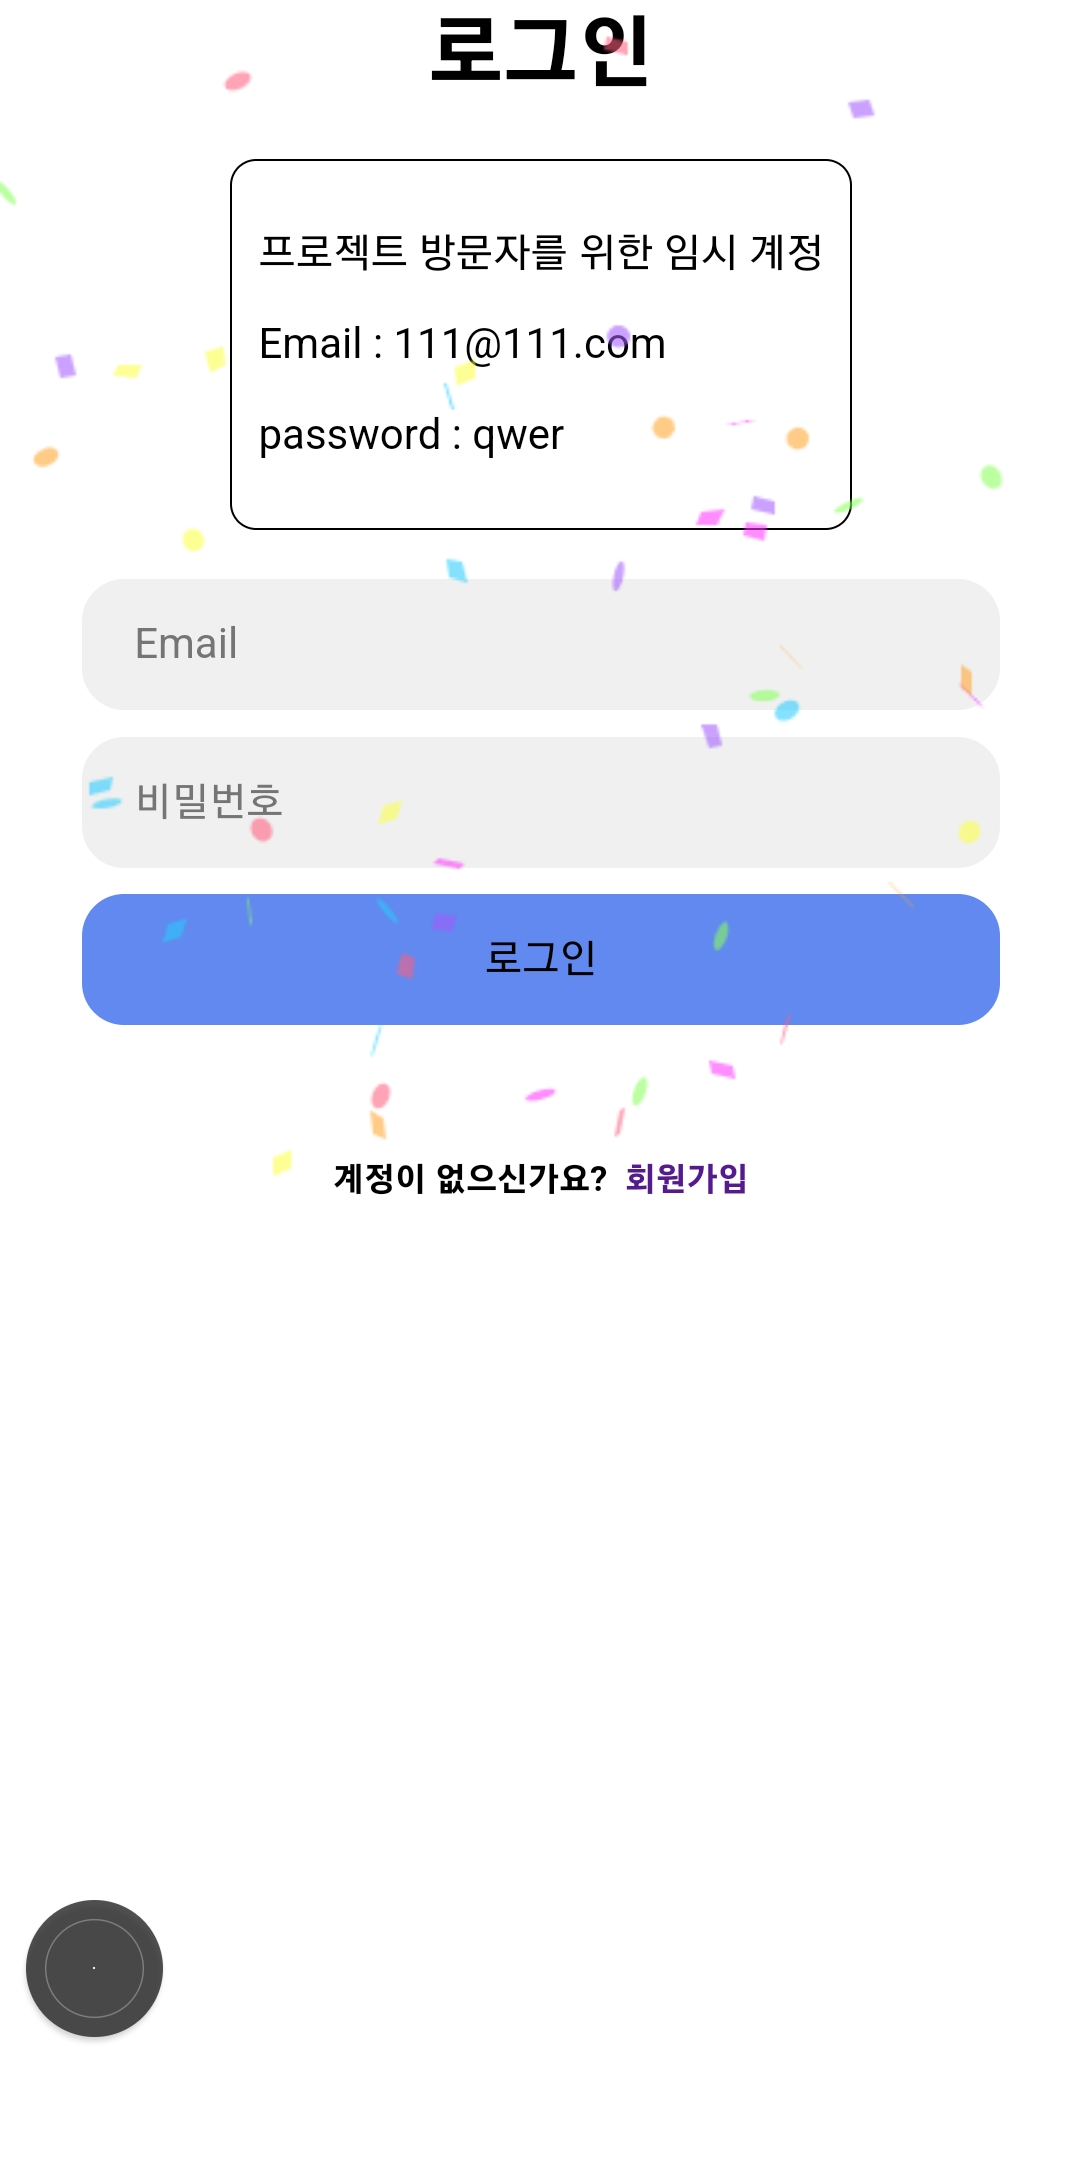 로그인
프로젝트 방문자를 위한 임시 계정
Email : 111@111.com
password : qwer
Email
비밀번호
로그인
계정이 없으신가요? 회원가입